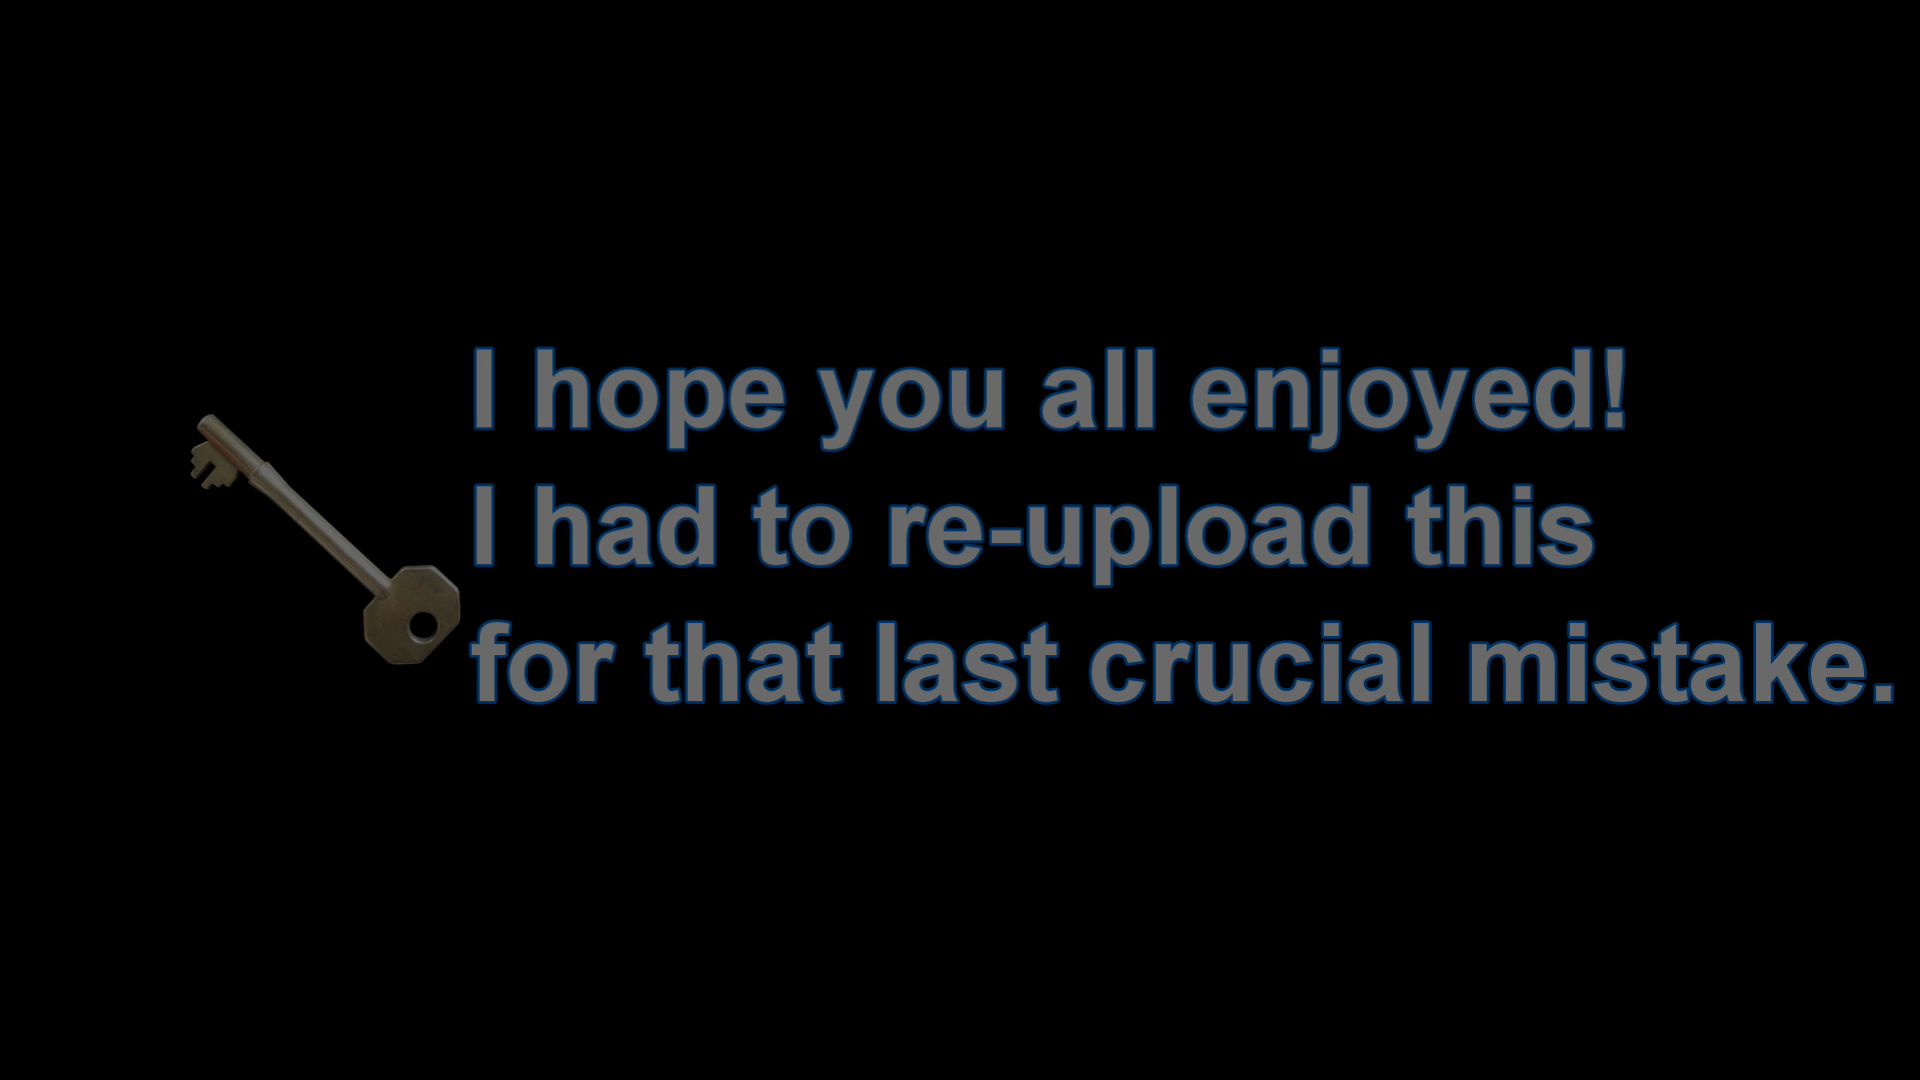 I hope you all enjoyed!
I had to re-upload this
for that last crucial mistake.